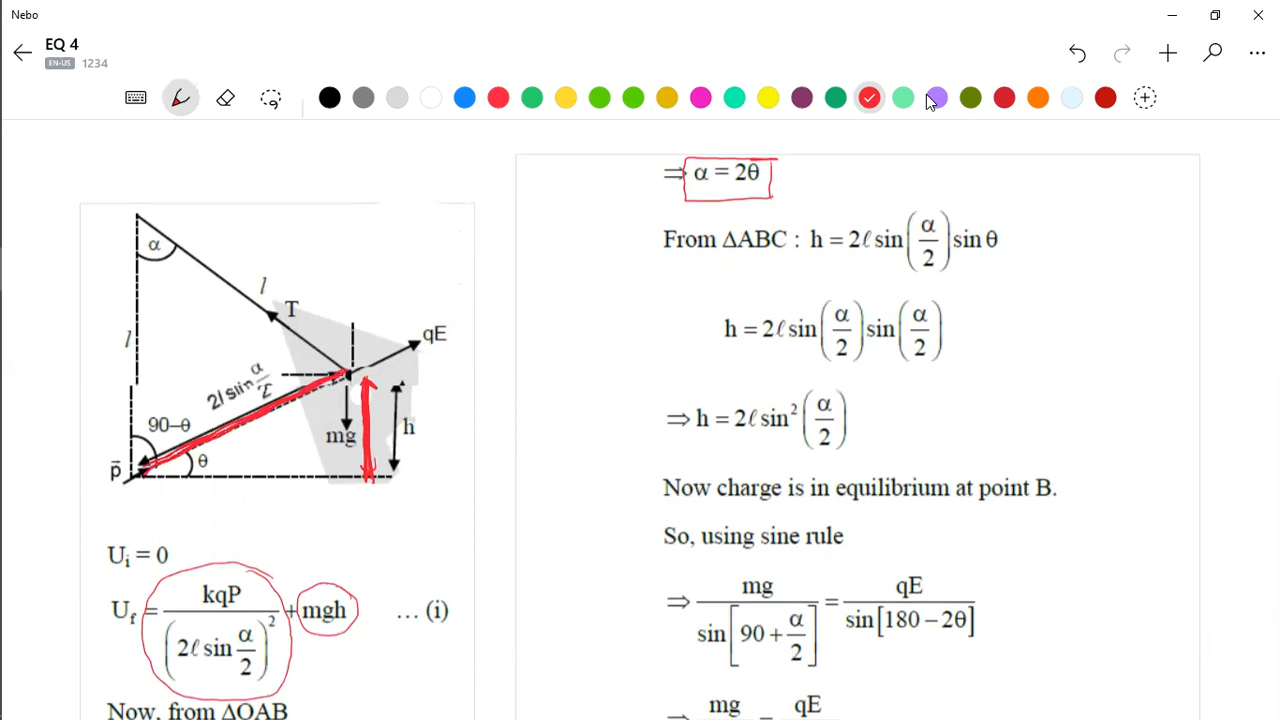 Nebo
EQ 4
EN-US 1234
α
l
T
l
qE
2l sin α/2
90–θ
mg
h
p⃗
θ
U_i = 0
U_f = kqP / (2ℓ sin α/2)² + mgh … (i)
Now, from ΔOAB
⇒ α = 2θ
From ΔABC : h = 2ℓ sin(α/2) sin θ
h = 2ℓ sin(α/2) sin(α/2)
⇒ h = 2ℓ sin²(α/2)
Now charge is in equilibrium at point B.
So, using sine rule
⇒ mg / sin[90 + α/2] = qE / sin[180 – 2θ]
⇒ mg = qE